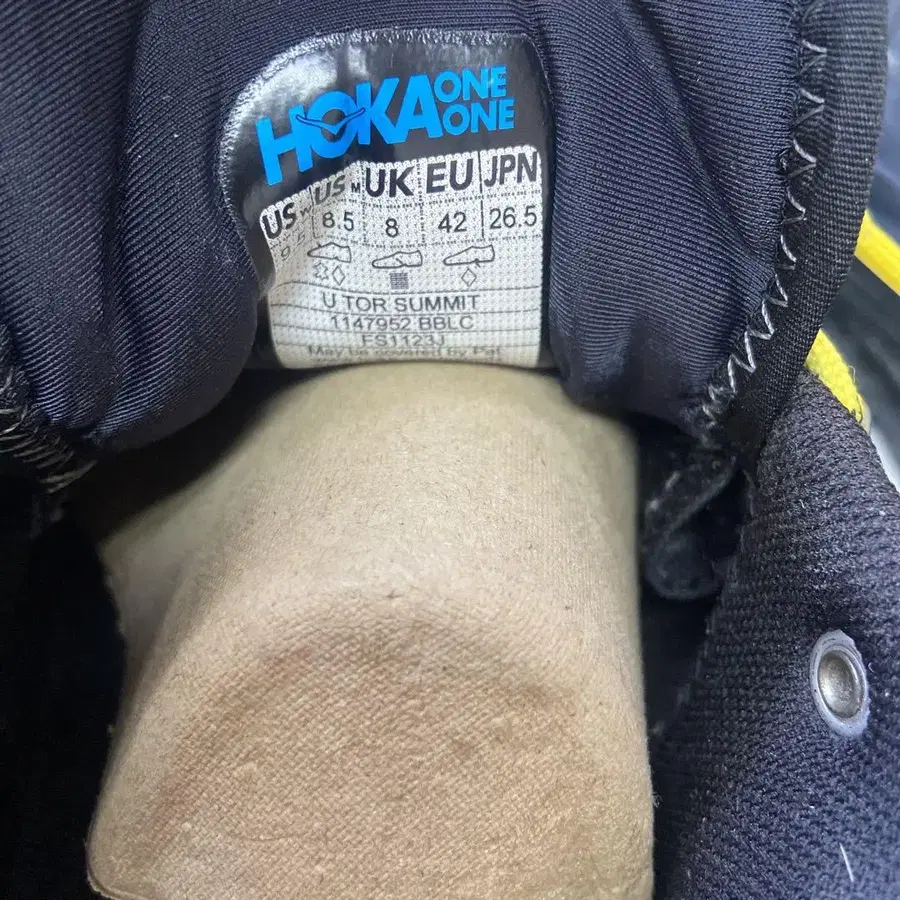 HOKA ONE ONE
US W US M UK EU JPN
9.5 8.5 8 42 26.5
U TOR SUMMIT
1147952 BBLC
FS1123J
May be covered by Pat